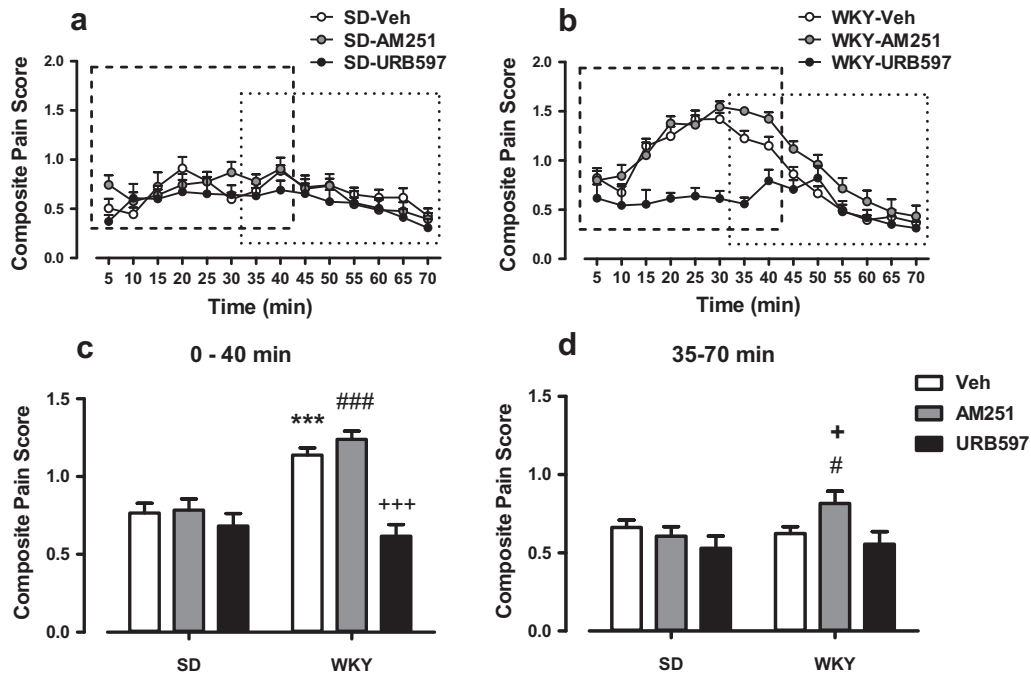 a
SD-Veh
SD-AM251
SD-URB597
Composite Pain Score
2.0
1.5
1.0
0.5
0.0
5 10 15 20 25 30 35 40 45 50 55 60 65 70
Time (min)
b
WKY-Veh
WKY-AM251
WKY-URB597
Composite Pain Score
2.0
1.5
1.0
0.5
0.0
5 10 15 20 25 30 35 40 45 50 55 60 65 70
Time (min)
c
0 - 40 min
Composite Pain Score
1.5
1.0
0.5
0.0
***
###
+++
SD WKY
d
35-70 min
Composite Pain Score
1.5
1.0
0.5
0.0
+
#
SD WKY
Veh
AM251
URB597